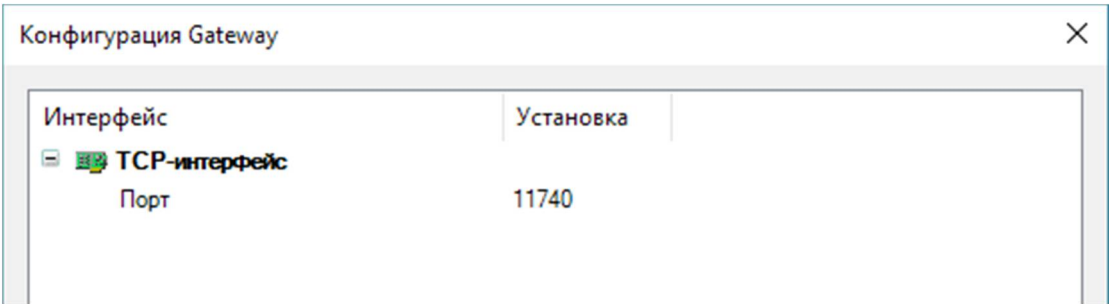 Конфигурация Gateway
Интерфейс Установка
TCP-интерфейс
Порт 11740